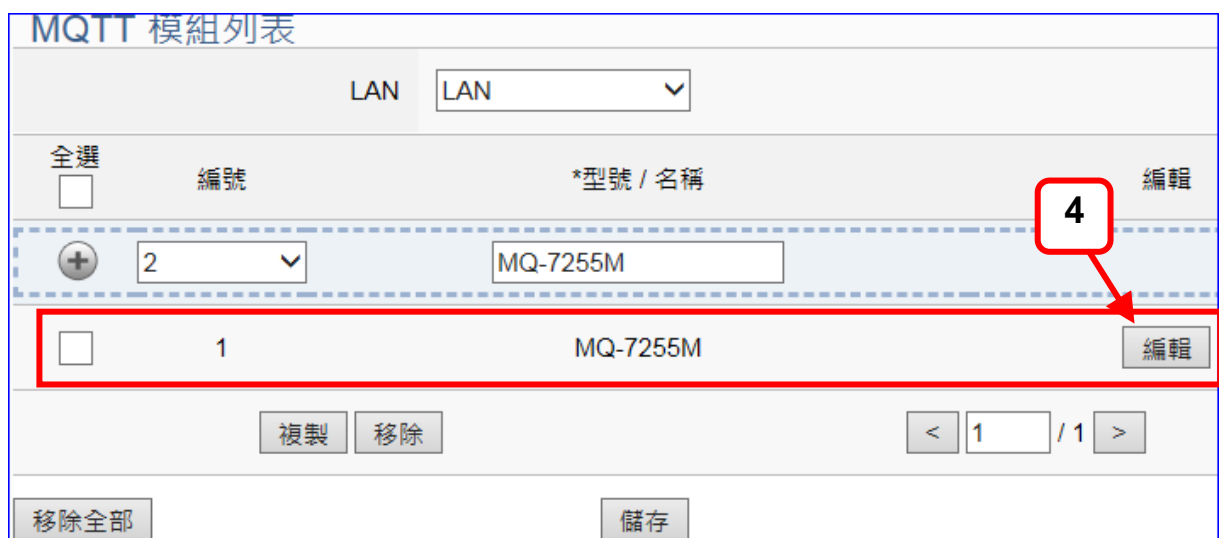 MQTT 模組列表
LAN LAN
全選 編號 *型號 / 名稱 編輯
4
2 MQ-7255M
1 MQ-7255M 編輯
複製 移除 < 1 / 1 >
移除全部 儲存